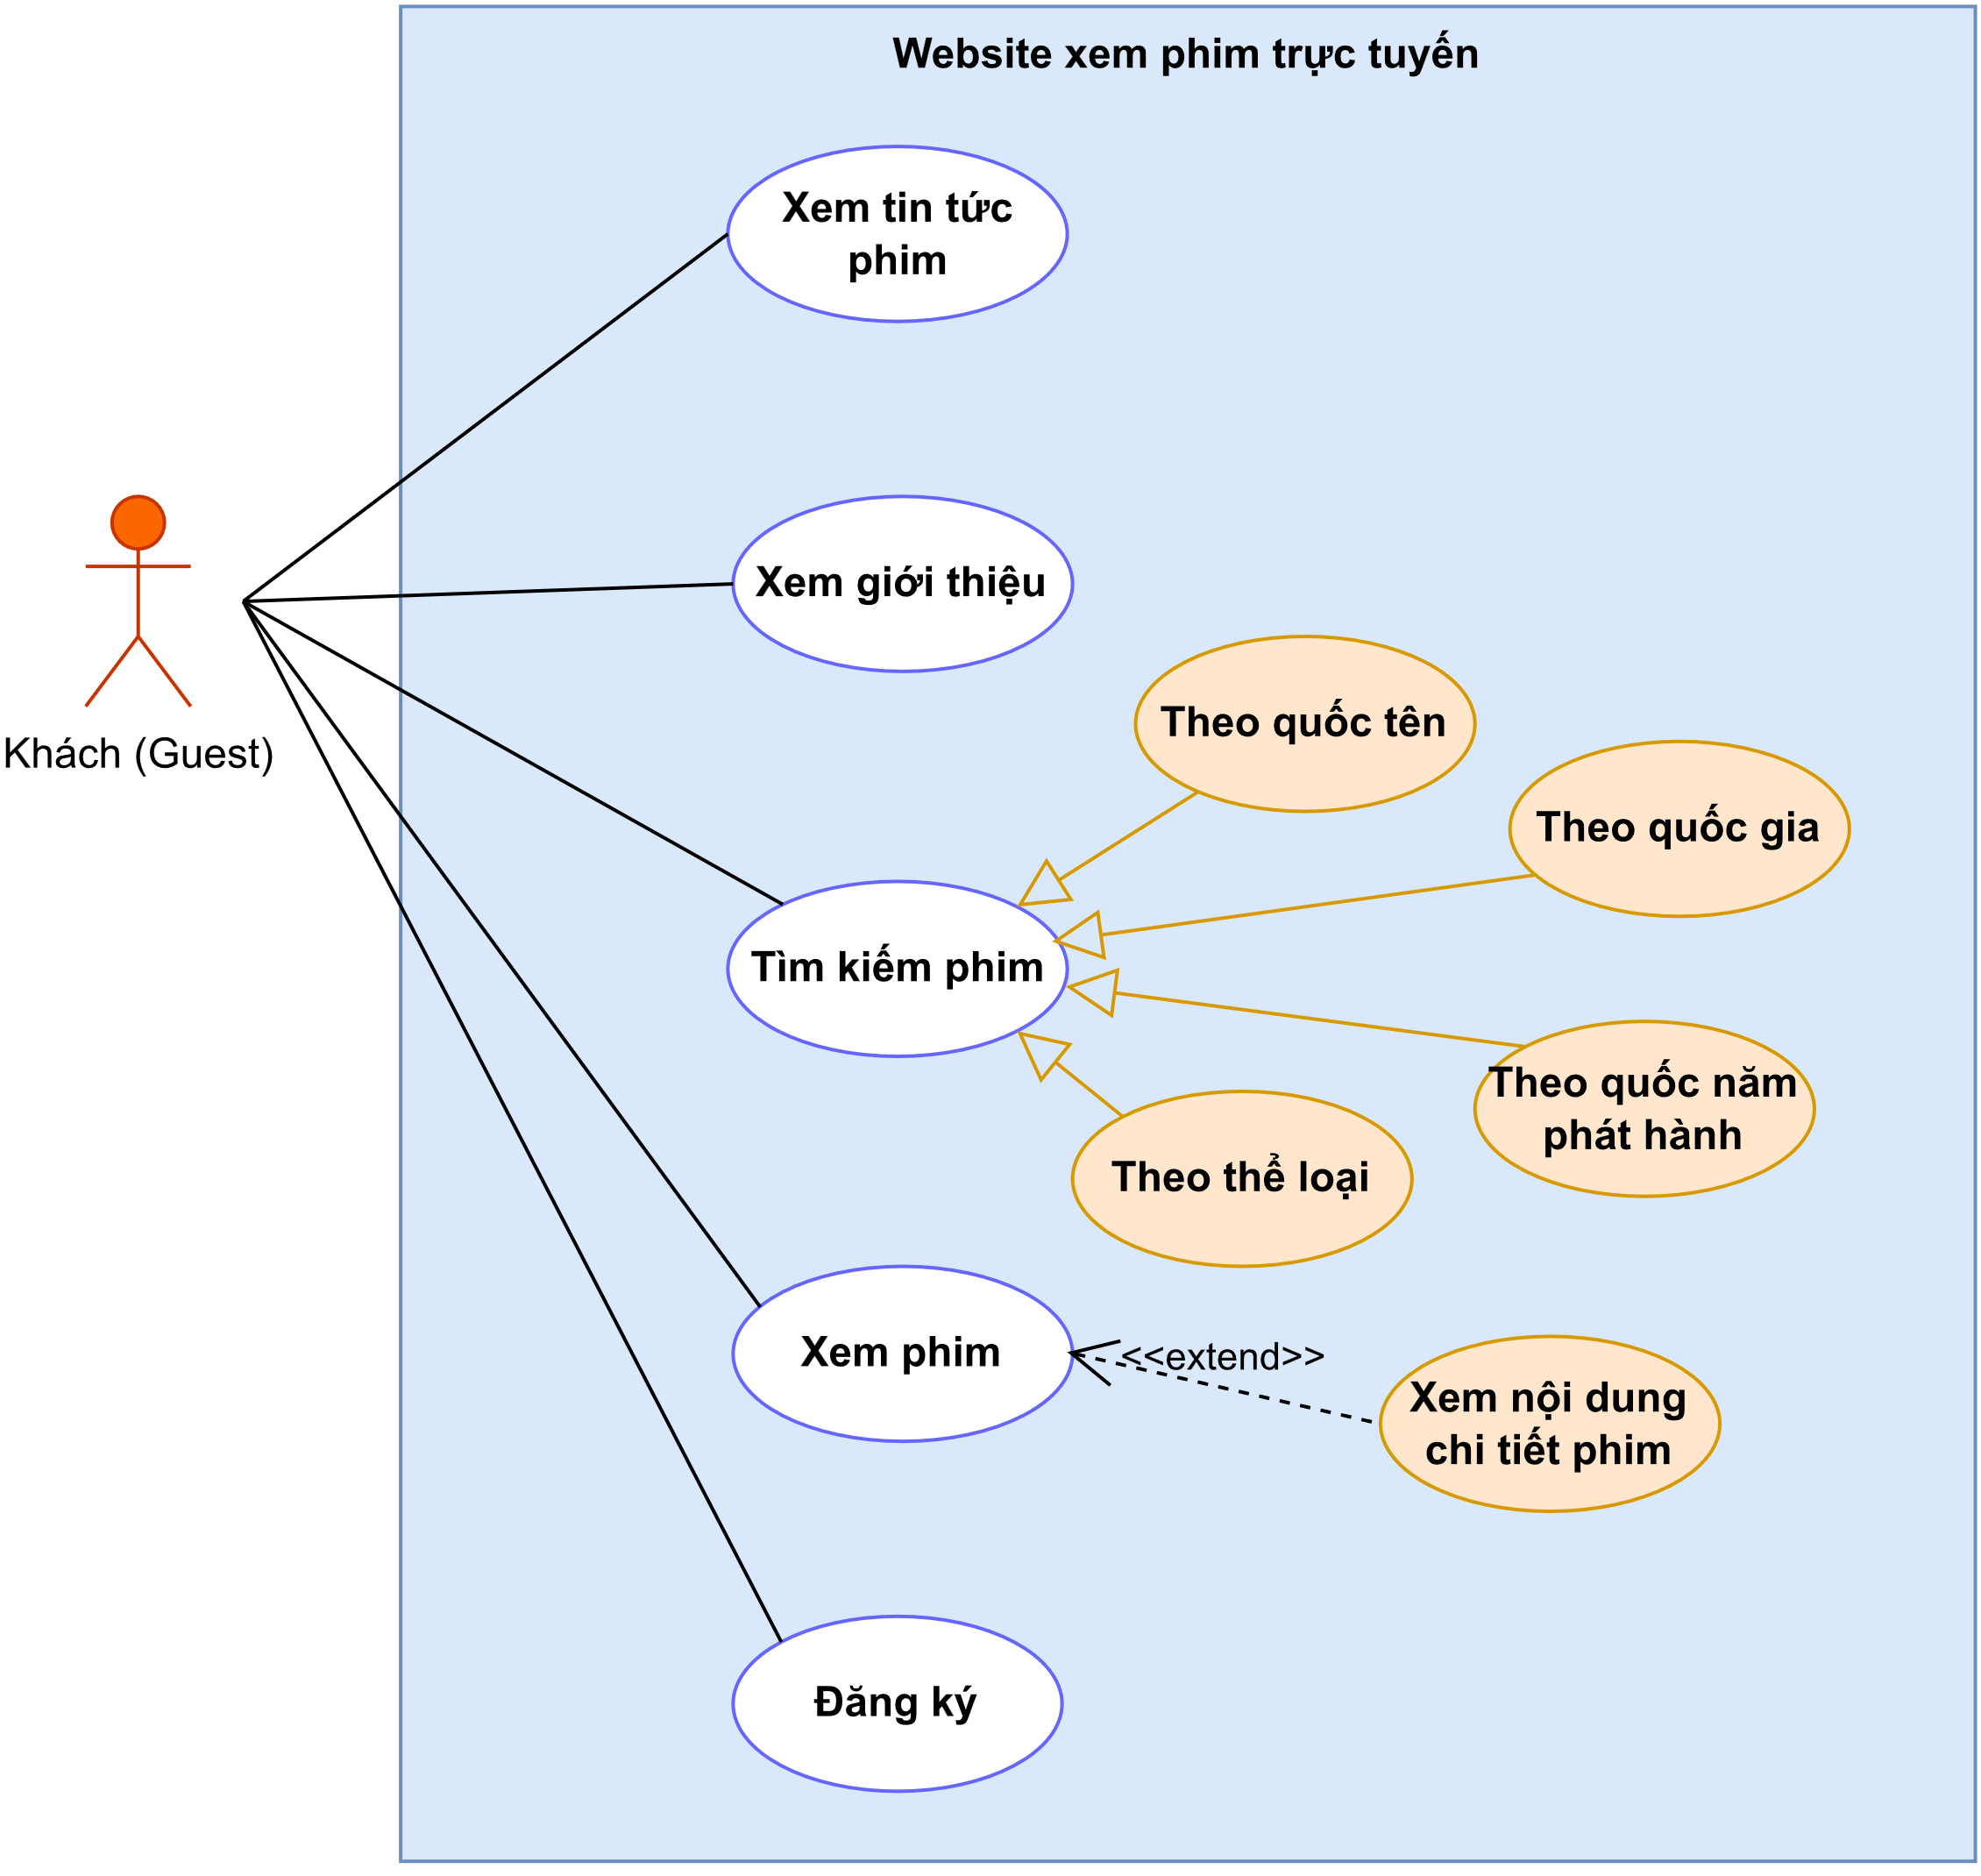 Website xem phim trực tuyến
Xem tin tức
phim
Xem giới thiệu
Khách (Guest)
Theo quốc tên
Theo quốc gia
Tìm kiếm phim
Theo quốc năm
phát hành
Theo thể loại
Xem phim
<<extend>>
Xem nội dung
chi tiết phim
Đăng ký